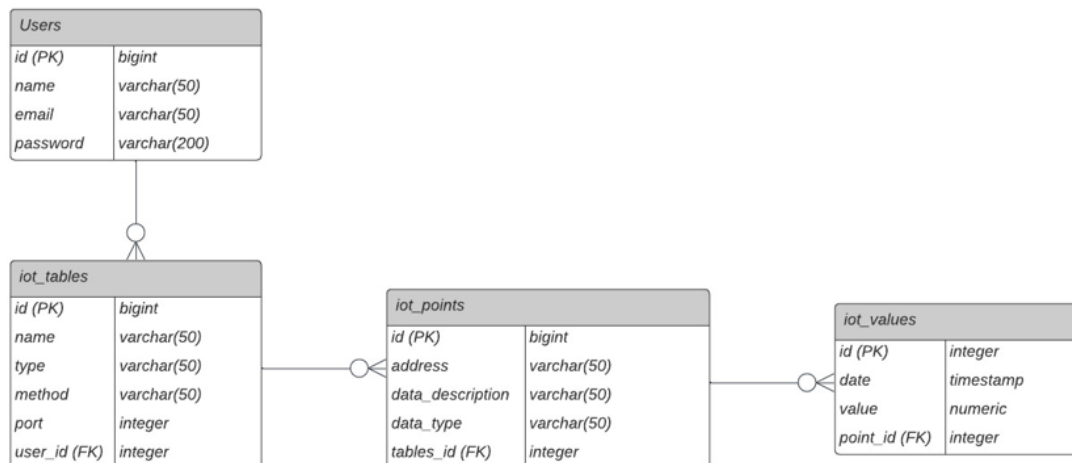 Users
id (PK) bigint
name varchar(50)
email varchar(50)
password varchar(200)
iot_tables
id (PK) bigint
name varchar(50)
type varchar(50)
method varchar(50)
port integer
user_id (FK) integer
iot_points
id (PK) bigint
address varchar(50)
data_description varchar(50)
data_type varchar(50)
tables_id (FK) integer
iot_values
id (PK) integer
date timestamp
value numeric
point_id (FK) integer